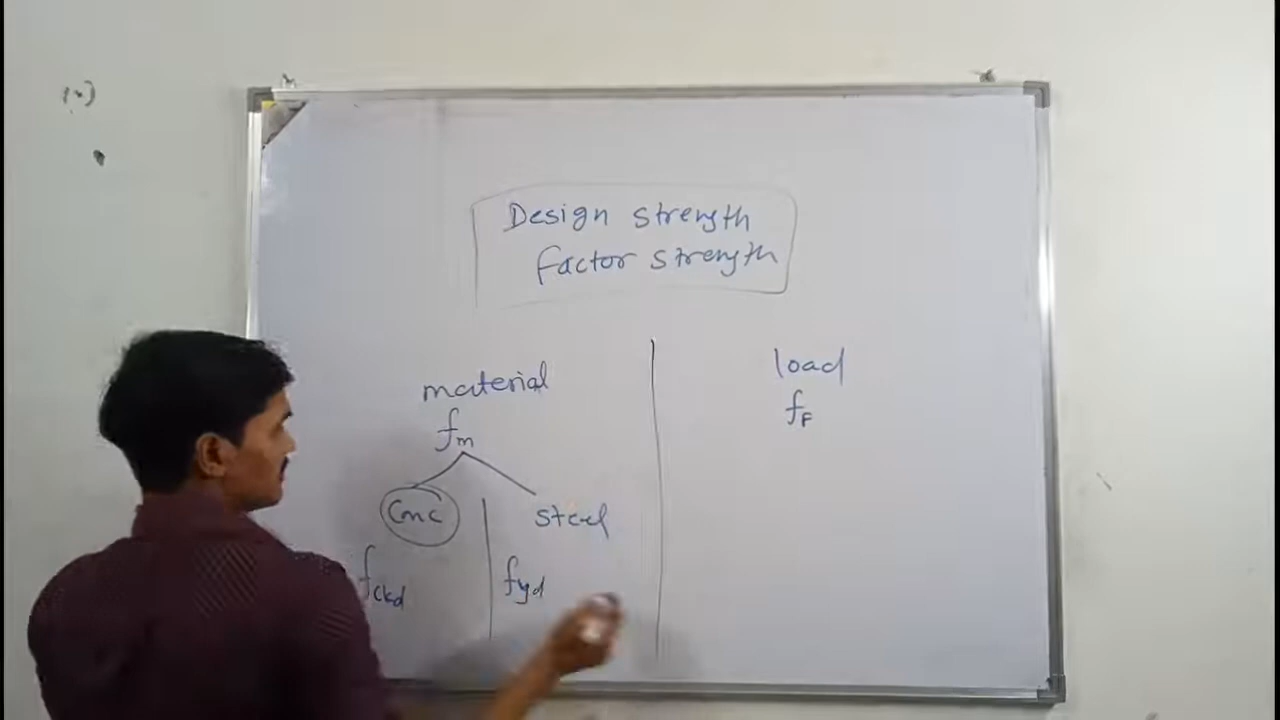 Design strength
factor strength
material
fm
Conc
steel
fckd
fyd
load
fF